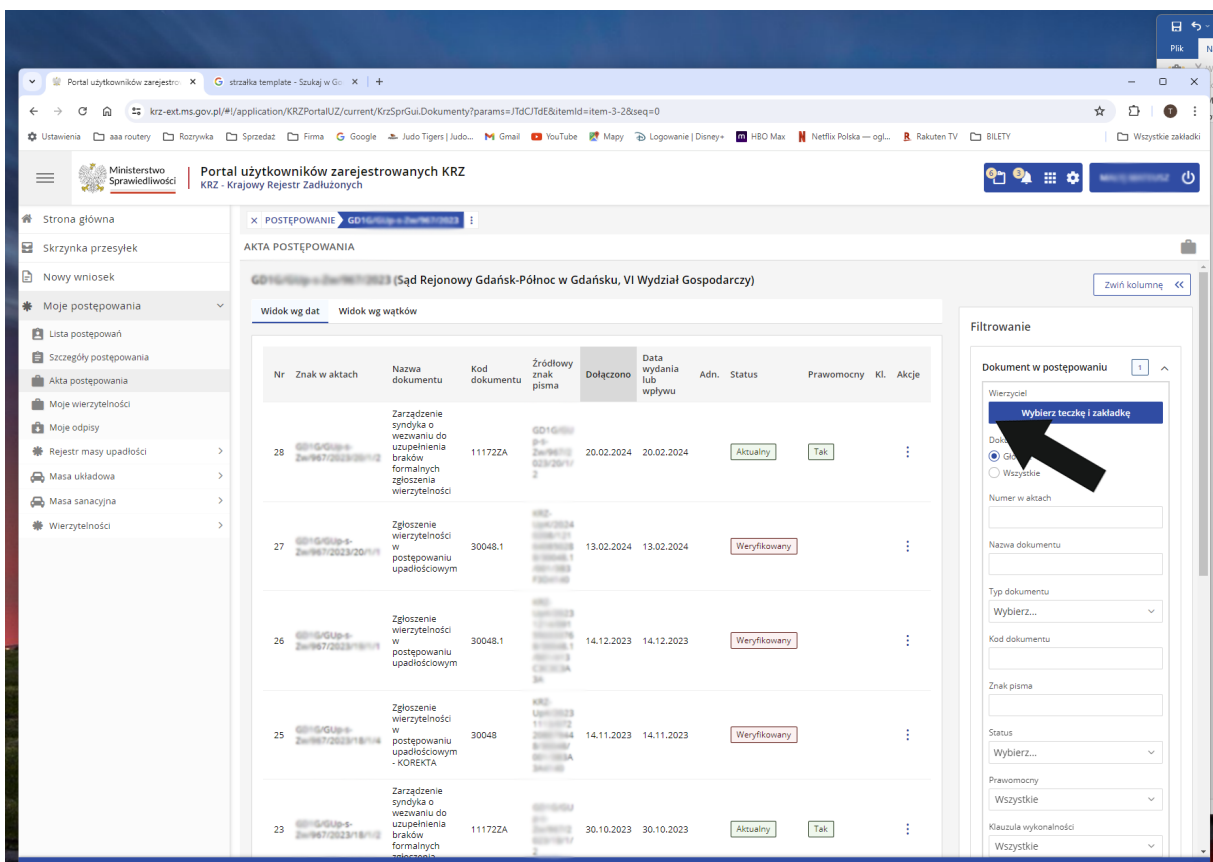 Plik
Portal użytkowników zarejestro
strzałka template - Szukaj w Go
krz-ext.ms.gov.pl/#!/application/KRZPortalUZ/current/KrzSprGui.Dokumenty?params=JTdCJTdE&itemId=item-3-2&seq=0
Ustawienia aaa routery Rozrywka Sprzedaż Firma Google Judo Tigers | Judo... Gmail YouTube Mapy Logowanie | Disney+ HBO Max Netflix Polska — ogl... Rakuten TV BILETY Wszystkie zakładki
Ministerstwo
Sprawiedliwości
Portal użytkowników zarejestrowanych KRZ
KRZ - Krajowy Rejestr Zadłużonych
6 3
Strona główna
Skrzynka przesyłek
Nowy wniosek
Moje postępowania
Lista postępowań
Szczegóły postępowania
Akta postępowania
Moje wierzytelności
Moje odpisy
Rejestr masy upadłości
Masa układowa
Masa sanacyjna
Wierzytelności
POSTĘPOWANIE
AKTA POSTĘPOWANIA
(Sąd Rejonowy Gdańsk-Północ w Gdańsku, VI Wydział Gospodarczy)
Zwiń kolumnę
Widok wg dat Widok wg wątków
Nr Znak w aktach Nazwa dokumentu Kod dokumentu Źródłowy znak pisma Dołączono Data wydania lub wpływu Adn. Status Prawomocny Kl. Akcje
28
Zarządzenie
syndyka o
wezwaniu do
uzupełnienia
braków
formalnych
zgłoszenia
wierzytelności
11172ZA 20.02.2024 20.02.2024 Aktualny Tak
27
Zgłoszenie
wierzytelności
w
postępowaniu
upadłościowym
30048.1 13.02.2024 13.02.2024 Weryfikowany
26
Zgłoszenie
wierzytelności
w
postępowaniu
upadłościowym
30048.1 14.12.2023 14.12.2023 Weryfikowany
25
Zgłoszenie
wierzytelności
w
postępowaniu
upadłościowym
- KOREKTA
30048 14.11.2023 14.11.2023 Weryfikowany
23
Zarządzenie
syndyka o
wezwaniu do
uzupełnienia
braków
formalnych
zgłoszenia
11172ZA 30.10.2023 30.10.2023 Aktualny Tak
Filtrowanie
Dokument w postępowaniu 1
Wierzyciel
Wybierz teczkę i zakładkę
Wszystkie
Numer w aktach
Nazwa dokumentu
Typ dokumentu
Wybierz...
Kod dokumentu
Znak pisma
Status
Wybierz...
Prawomocny
Wszystkie
Klauzula wykonalności
Wszystkie